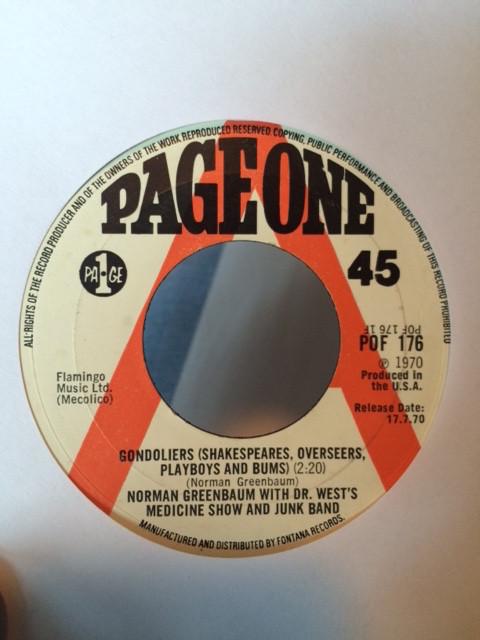 ALL RIGHTS OF THE RECORD PRODUCER AND OF THE OWNERS OF THE WORK REPRODUCED RESERVED. COPYING, PUBLIC PERFORMANCE AND BROADCASTING OF THIS RECORD PROHIBITED
PAGE ONE
PA·GE
1
45
POF 176 1F
POF 176
℗ 1970
Produced in
the U.S.A.
Flamingo
Music Ltd.
(Mecolico)
Release Date:
17.7.70
GONDOLIERS (SHAKESPEARES, OVERSEERS,
PLAYBOYS AND BUMS) (2:20)
(Norman Greenbaum)
NORMAN GREENBAUM WITH DR. WEST'S
MEDICINE SHOW AND JUNK BAND
MANUFACTURED AND DISTRIBUTED BY FONTANA RECORDS.